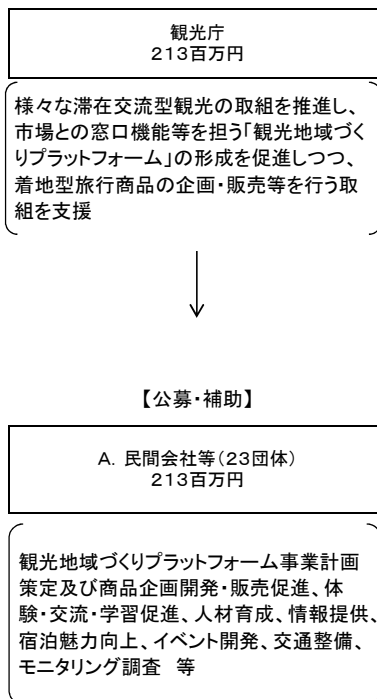 観光庁
213百万円
様々な滞在交流型観光の取組を推進し、
市場との窓口機能等を担う「観光地域づく
りプラットフォーム」の形成を促進しつつ、
着地型旅行商品の企画・販売等を行う取
組を支援
【公募・補助】
A. 民間会社等(23団体)
213百万円
観光地域づくりプラットフォーム事業計画
策定及び商品企画開発・販売促進、体
験・交流・学習促進、人材育成、情報提供、
宿泊魅力向上、イベント開発、交通整備、
モニタリング調査 等